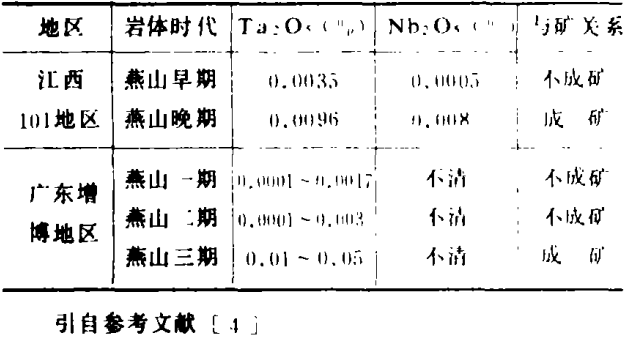 地区 岩体时代 Ta₂O₅(%) Nb₂O₅(%) 与矿关系
江西 燕山早期 0.0035 0.0005 不成矿
101地区 燕山晚期 0.0096 0.008 成 矿
燕山一期 0.0001~0.0017 不清 不成矿
广东增
燕山二期 0.0001~0.003 不清 不成矿
博地区
燕山三期 0.01~0.05 不清 成 矿
引自参考文献[4]